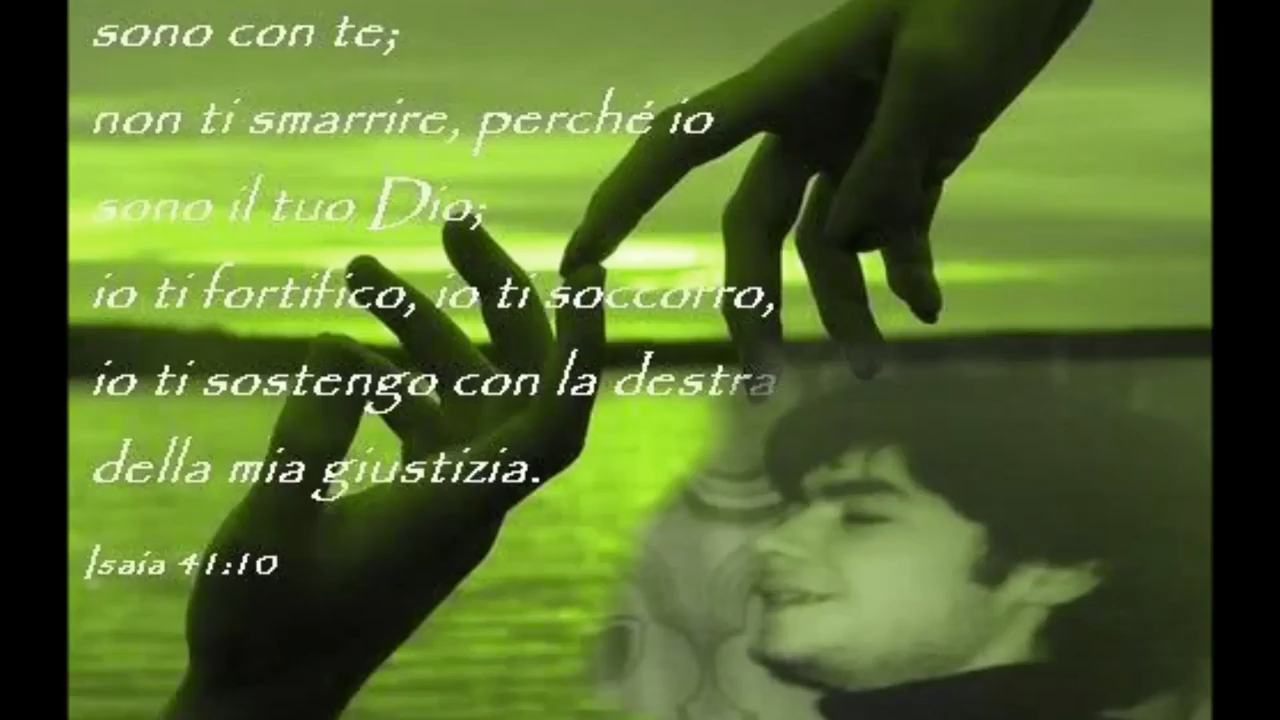 sono con te;
non ti smarrire, perché io
sono il tuo Dio;
io ti fortifico, io ti soccorro,
io ti sostengo con la destra
della mia giustizia.
Isaia 41:10